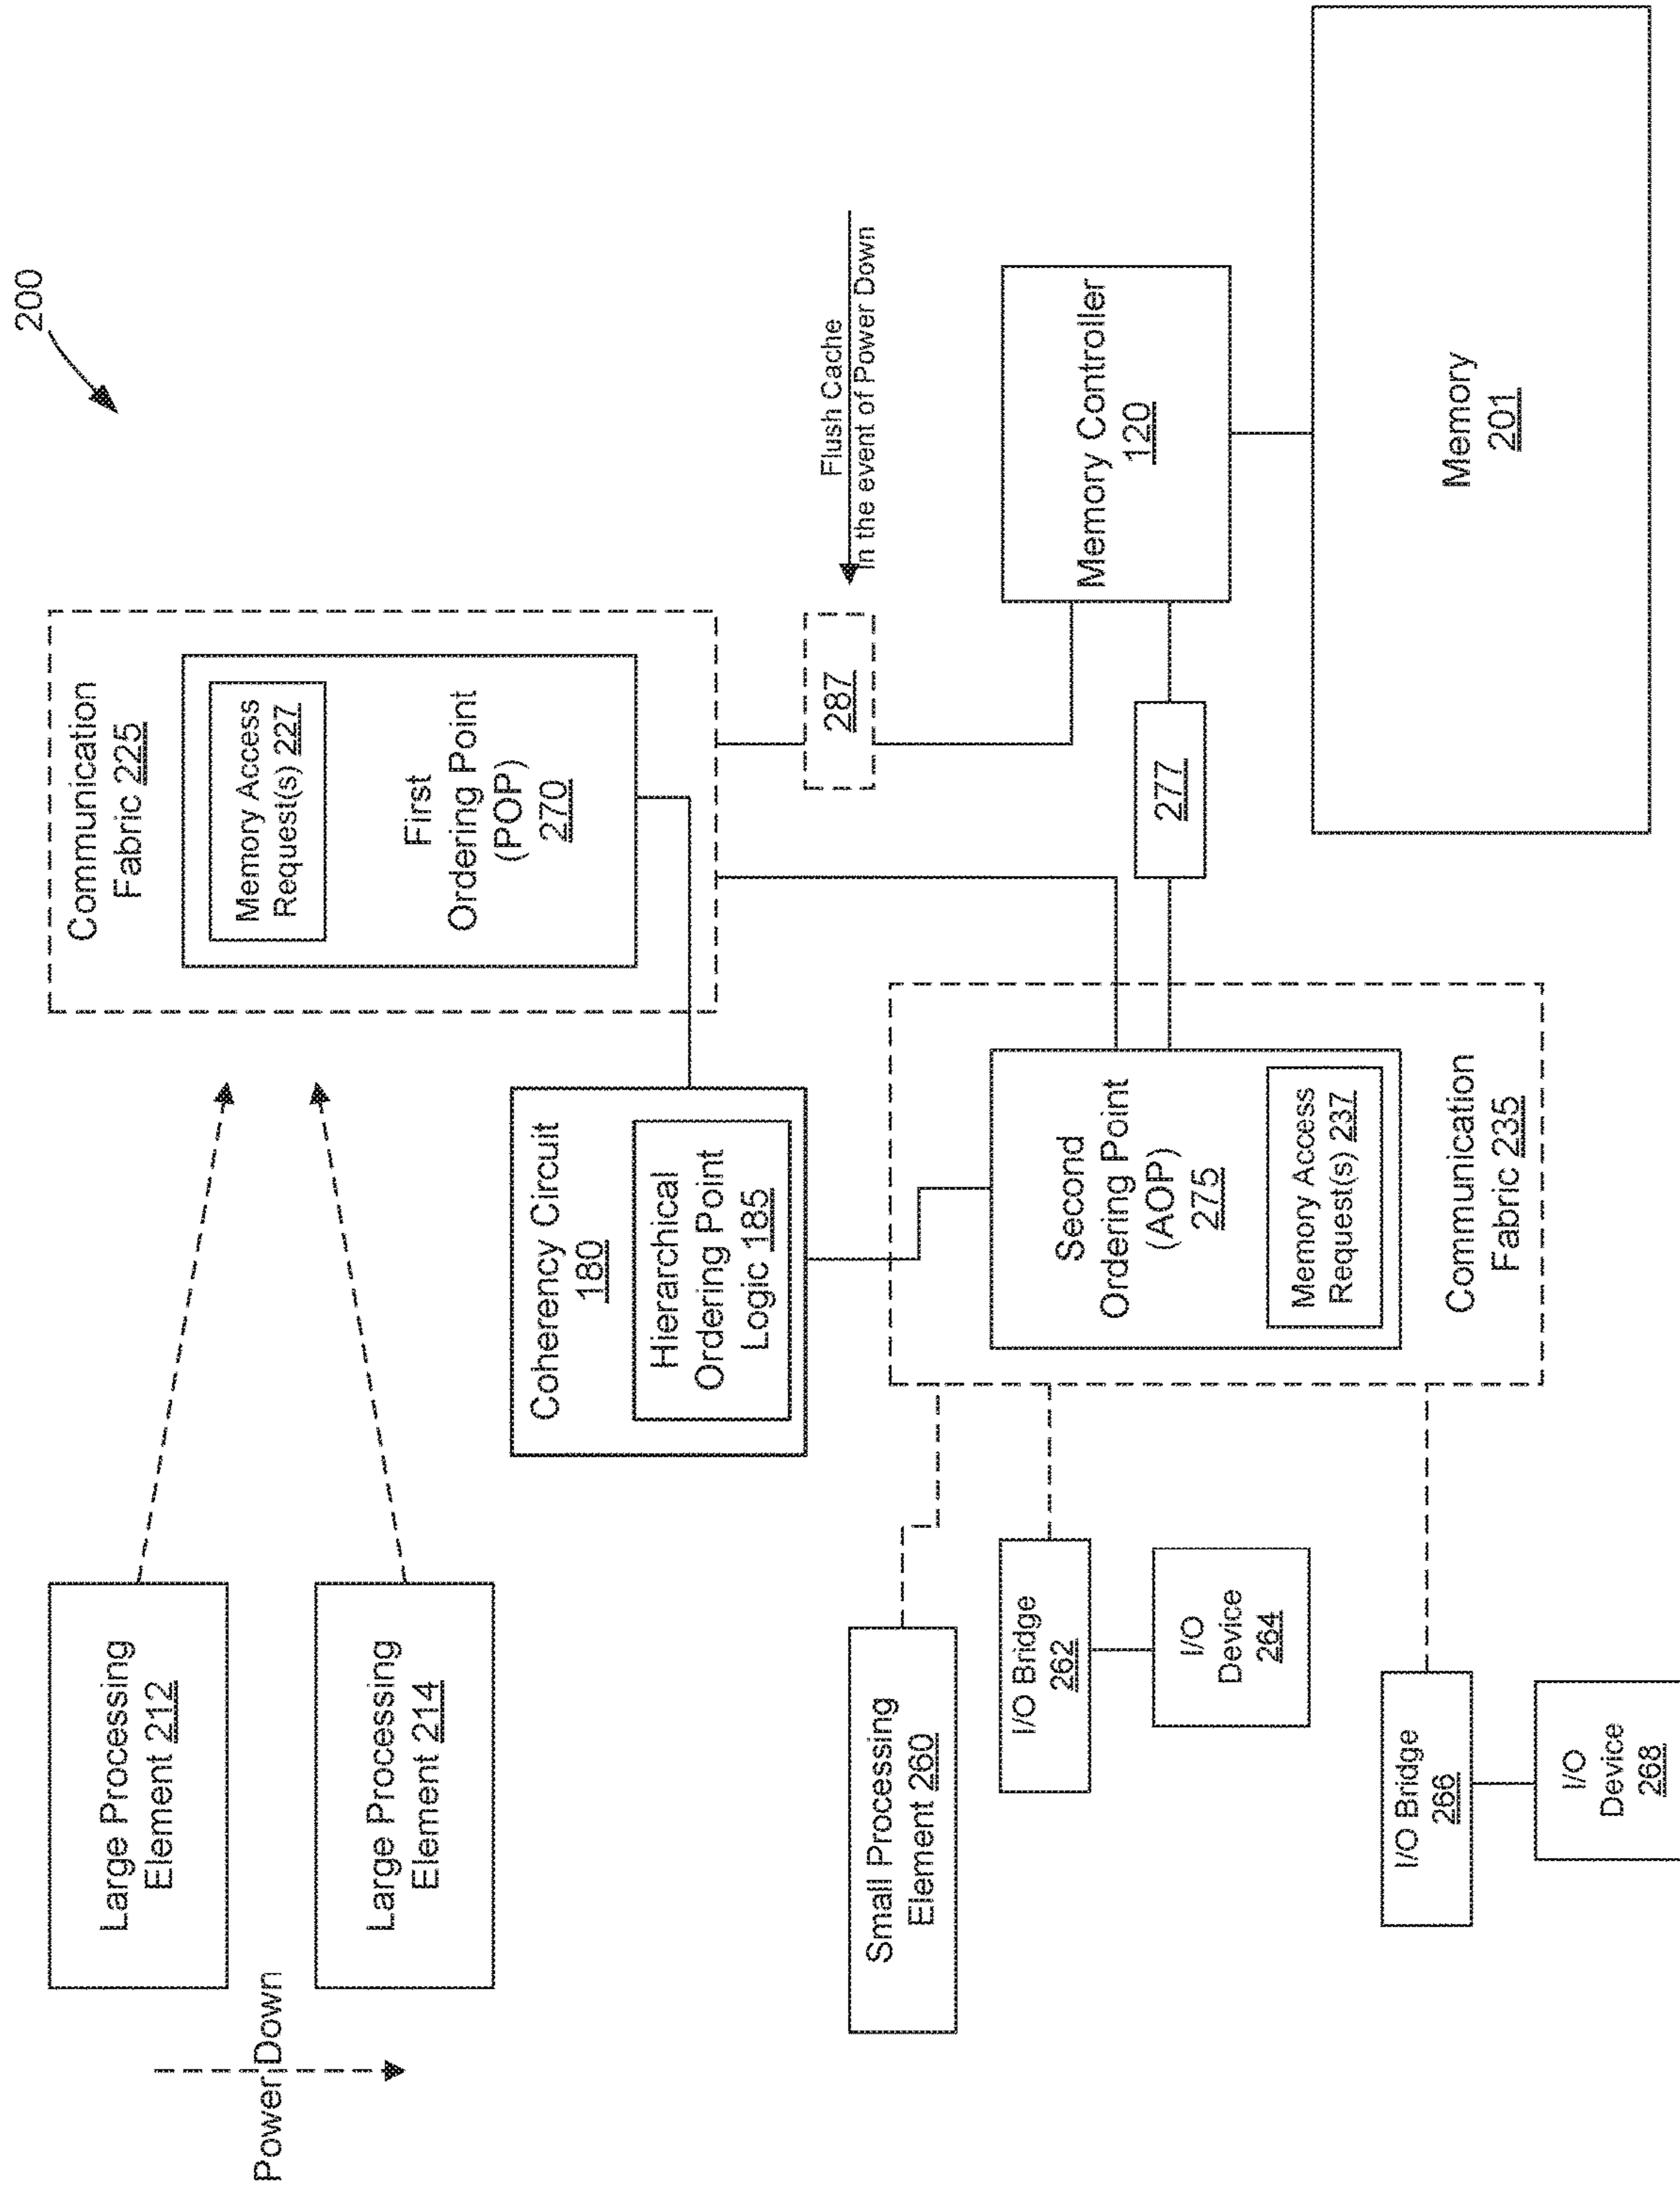 200
Power Down
Large Processing
Element 212
Large Processing
Element 214
Communication
Fabric 225
Memory Access
Request(s) 227
First
Ordering Point
(POP)
270
Coherency Circuit
180
Hierarchical
Ordering Point
Logic 185
287
Flush Cache
In the event of Power Down
Small Processing
Element 260
I/O Bridge
262
I/O
Device
264
I/O Bridge
266
I/O
Device
268
Second
Ordering Point
(AOP)
275
Memory Access
Request(s) 237
Communication
Fabric 235
277
Memory Controller
120
Memory
201